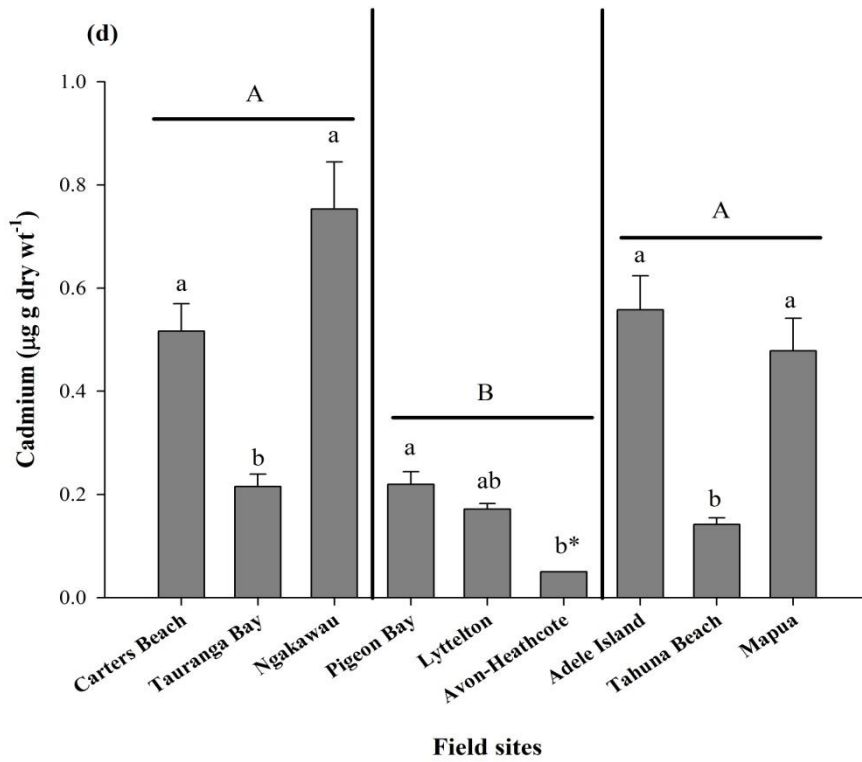 (d)
1.0
0.8
0.6
0.4
0.2
0.0
Cadmium (µg g dry wt⁻¹)
A
a
b
a
B
a
ab
b*
A
a
b
a
Carters Beach
Tauranga Bay
Ngakawau
Pigeon Bay
Lyttelton
Avon-Heathcote
Adele Island
Tahuna Beach
Mapua
Field sites